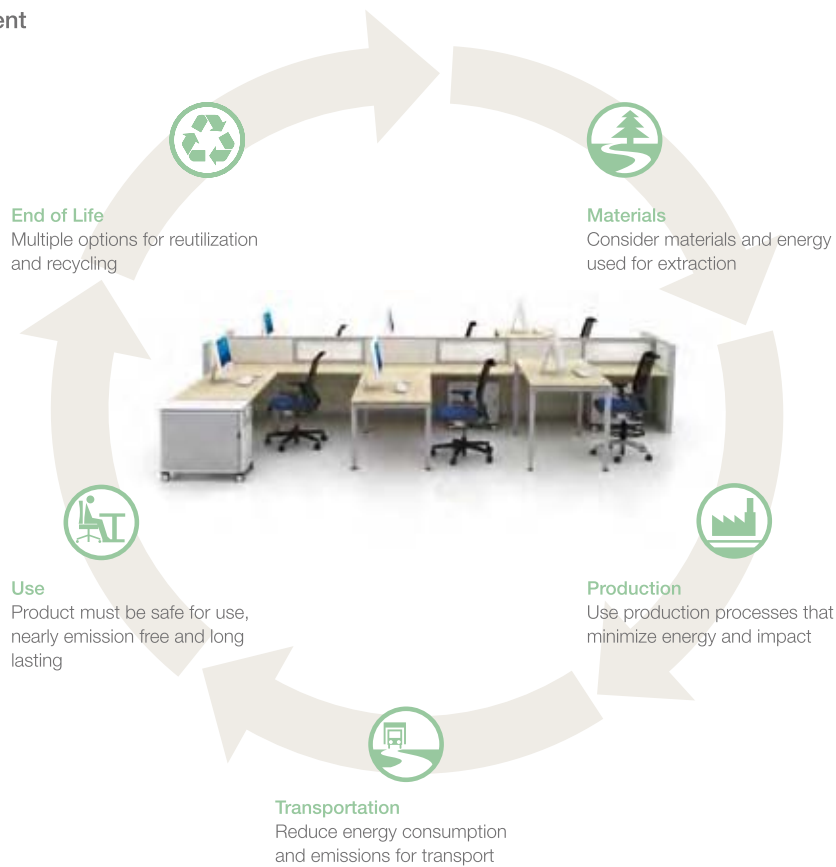 ent
End of Life
Multiple options for reutilization
and recycling
Materials
Consider materials and energy
used for extraction
Use
Product must be safe for use,
nearly emission free and long
lasting
Production
Use production processes that
minimize energy and impact
Transportation
Reduce energy consumption
and emissions for transport